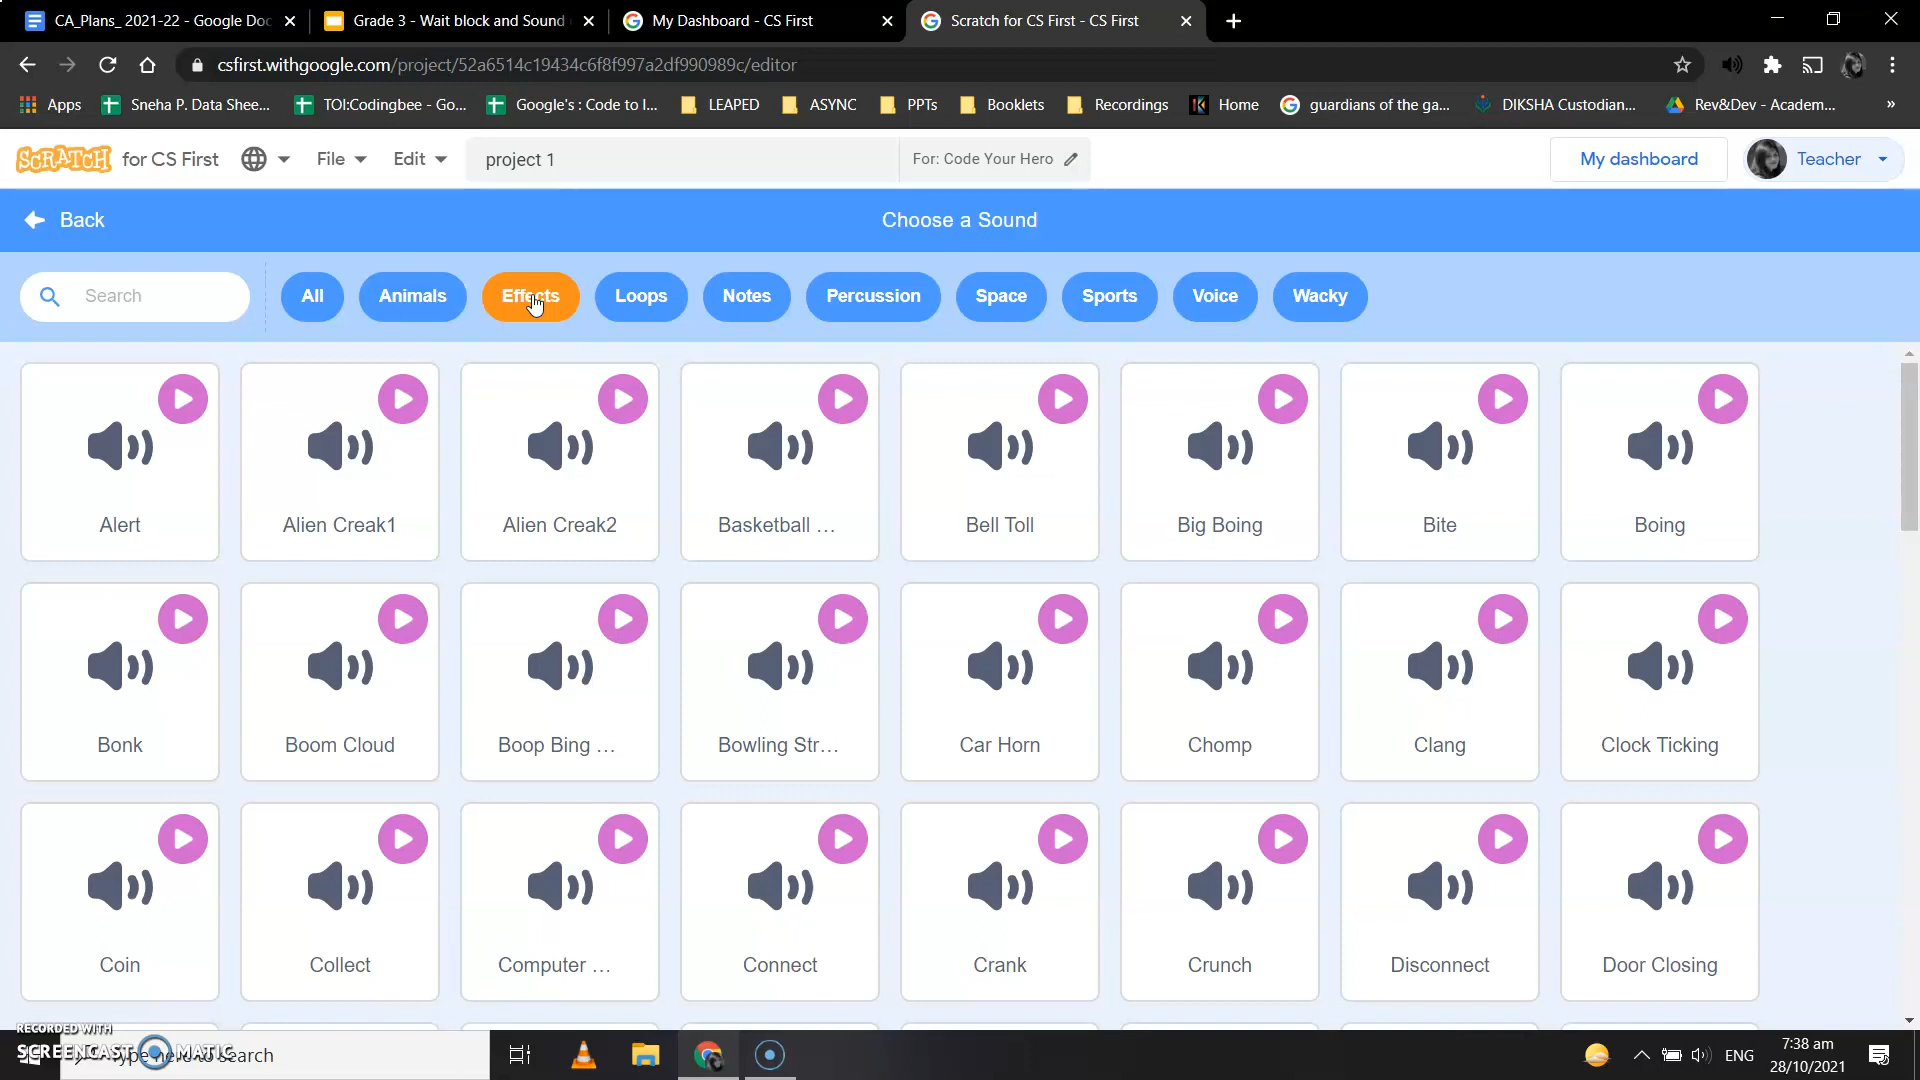 CA_Plans_ 2021-22 - Google Doc
Grade 3 - Wait block and Sound
My Dashboard - CS First
Scratch for CS First - CS First
csfirst.withgoogle.com/project/52a6514c19434c6f8f997a2df990989c/editor
Apps
Sneha P. Data Shee...
TOI:Codingbee - Go...
Google's : Code to l...
LEAPED
ASYNC
PPTs
Booklets
Recordings
Home
guardians of the ga...
DIKSHA Custodian...
Rev&Dev - Academ...
»
SCRATCH for CS First
File
Edit
project 1
For: Code Your Hero
My dashboard
Teacher
Back
Choose a Sound
Search
All
Animals
Effects
Loops
Notes
Percussion
Space
Sports
Voice
Wacky
Alert
Alien Creak1
Alien Creak2
Basketball ...
Bell Toll
Big Boing
Bite
Boing
Bonk
Boom Cloud
Boop Bing ...
Bowling Str...
Car Horn
Chomp
Clang
Clock Ticking
Coin
Collect
Computer ...
Connect
Crank
Crunch
Disconnect
Door Closing
RECORDED WITH
SCREENCAST MATIC
Type here to search
ENG
7:38 am
28/10/2021